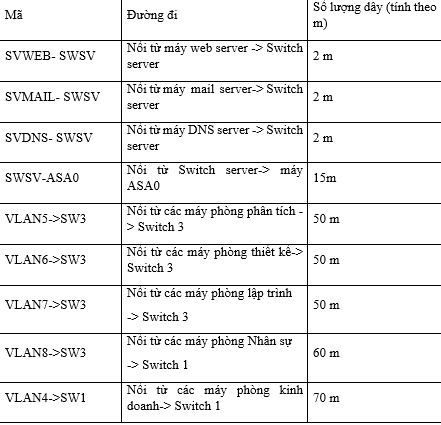 Mã
Đường đi
Số lượng dây (tính theo
m)
SVWEB- SWSV
Nối từ máy web server -> Switch
server
2 m
SVMAIL- SWSV
Nối từ máy mail server-> Switch
server
2 m
SVDNS- SWSV
Nối từ máy DNS server -> Switch
server
2 m
SWSV-ASA0
Nối từ Switch server-> máy
ASA0
15m
VLAN5->SW3
Nối từ các máy phòng phân tích -
> Switch 3
50 m
VLAN6->SW3
Nối từ các máy phòng thiết kế->
Switch 3
50 m
VLAN7->SW3
Nối từ các máy phòng lập trình
-> Switch 3
50 m
VLAN8->SW3
Nối từ các máy phòng Nhân sự
-> Switch 1
60 m
VLAN4->SW1
Nối từ các máy phòng kinh
doanh-> Switch 1
70 m